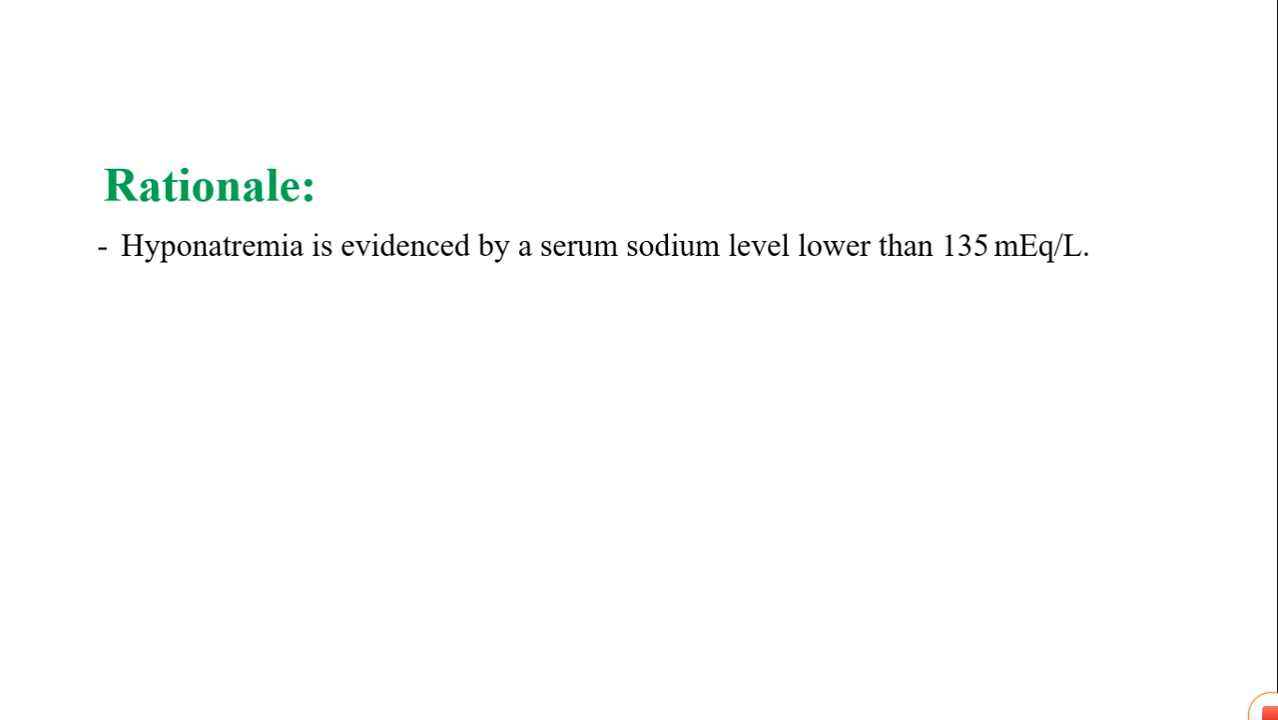 Rationale:
- Hyponatremia is evidenced by a serum sodium level lower than 135 mEq/L.